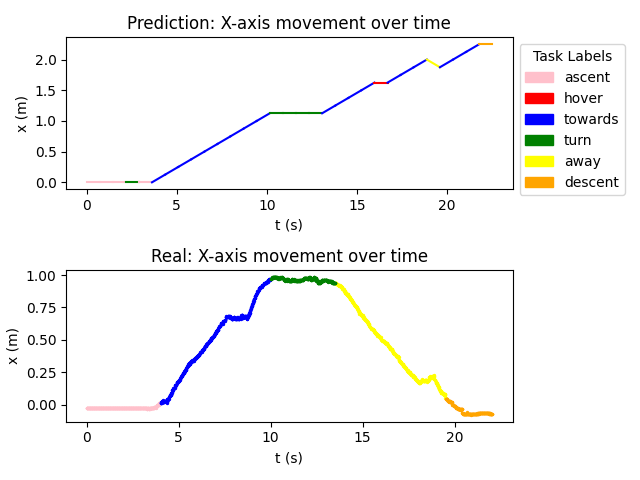 Prediction: X-axis movement over time
x (m)
2.0
1.5
1.0
0.5
0.0
0 5 10 15 20
t (s)
Task Labels
ascent
hover
towards
turn
away
descent
Real: X-axis movement over time
x (m)
1.00
0.75
0.50
0.25
0.00
0 5 10 15 20
t (s)